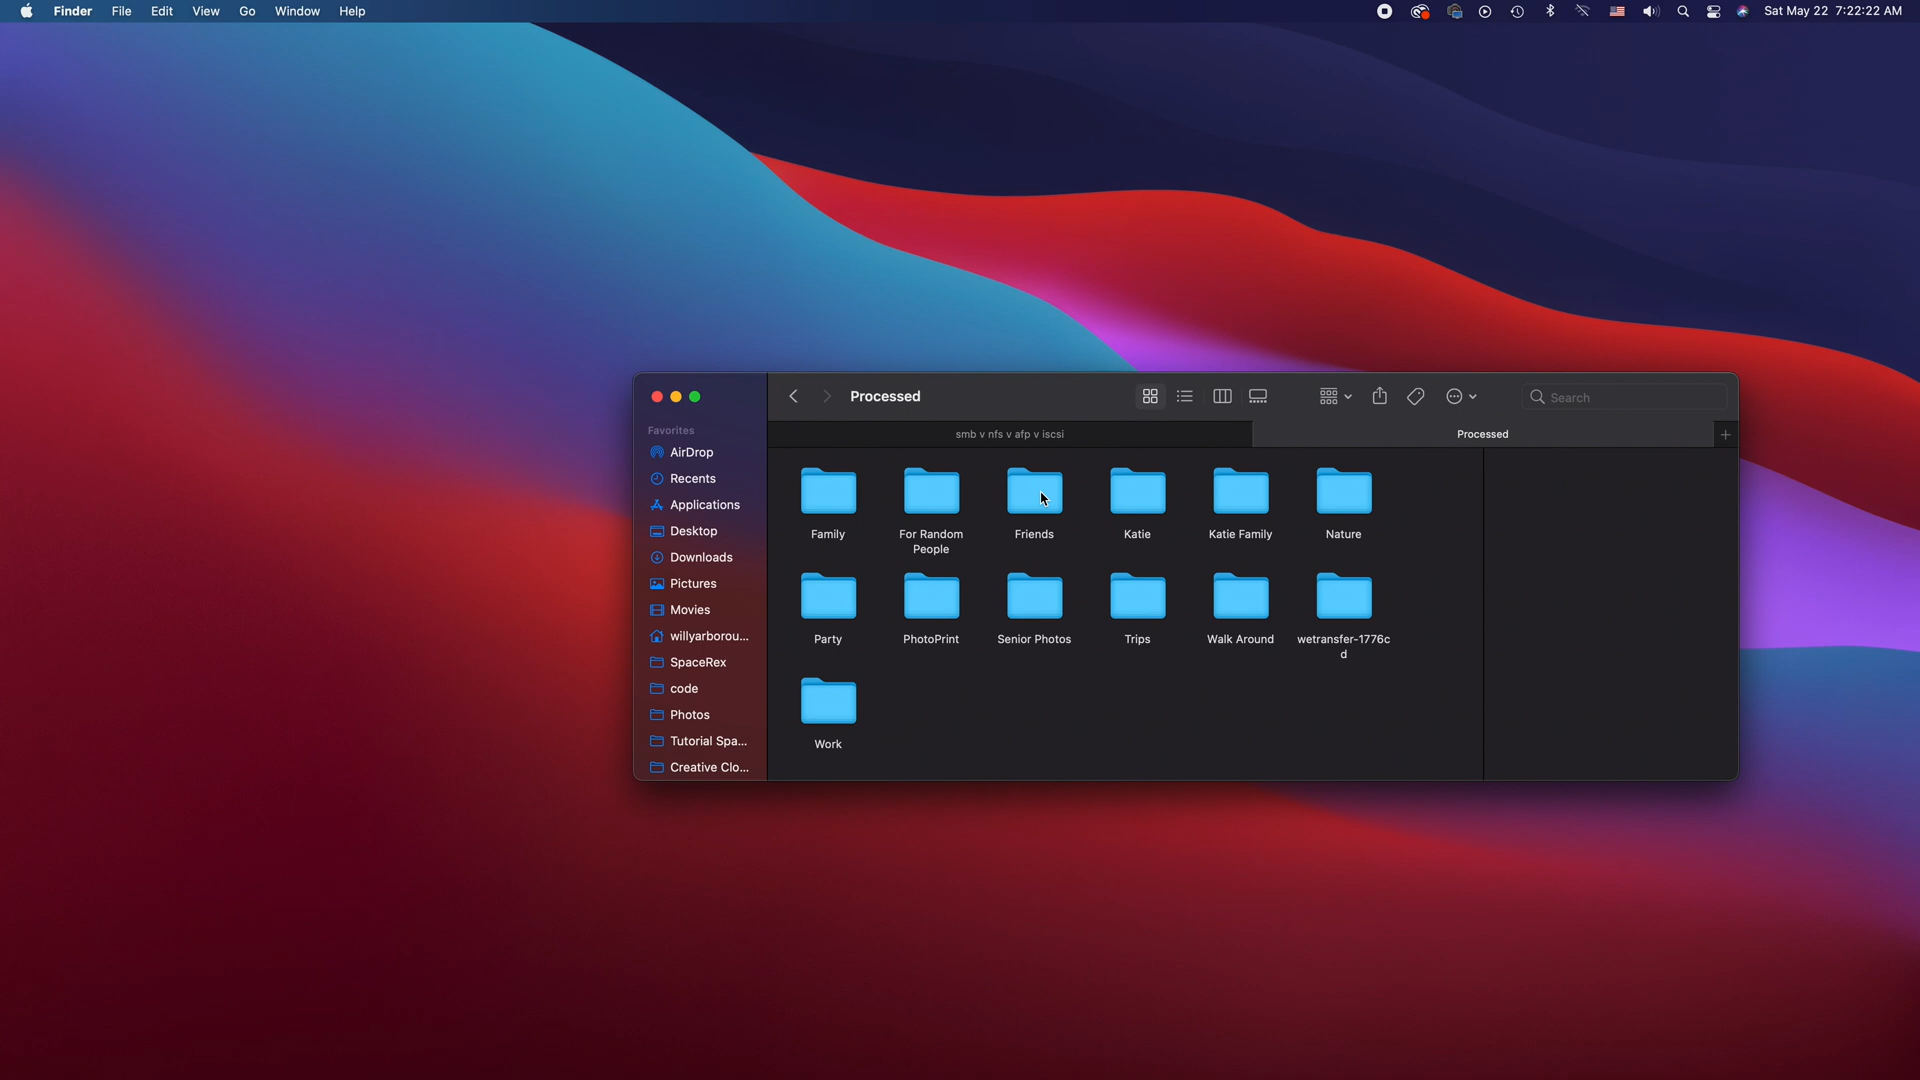 Finder File Edit View Go Window Help Sat May 22 7:22:22 AM
Processed Search
smb v nfs v afp v iscsi Processed
Favorites
AirDrop
Recents
Applications
Desktop
Downloads
Pictures
Movies
willyarborou...
SpaceRex
code
Photos
Tutorial Spa...
Creative Clo...
Family
For Random
People
Friends
Katie
Katie Family
Nature
Party
PhotoPrint
Senior Photos
Trips
Walk Around
wetransfer-1776c
d
Work